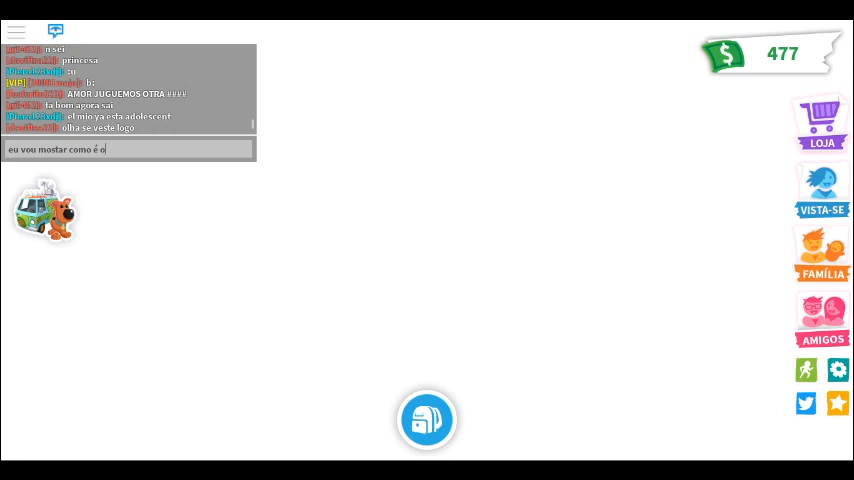 n sei
princesa
:u
[VIP] b:
AMOR JUGUEMOS OTRA ####
ta bom agora sai
el mio ya esta adolescent
olha se veste logo
eu vou mostar como é o
477
LOJA
VISTA-SE
FAMÍLIA
AMIGOS